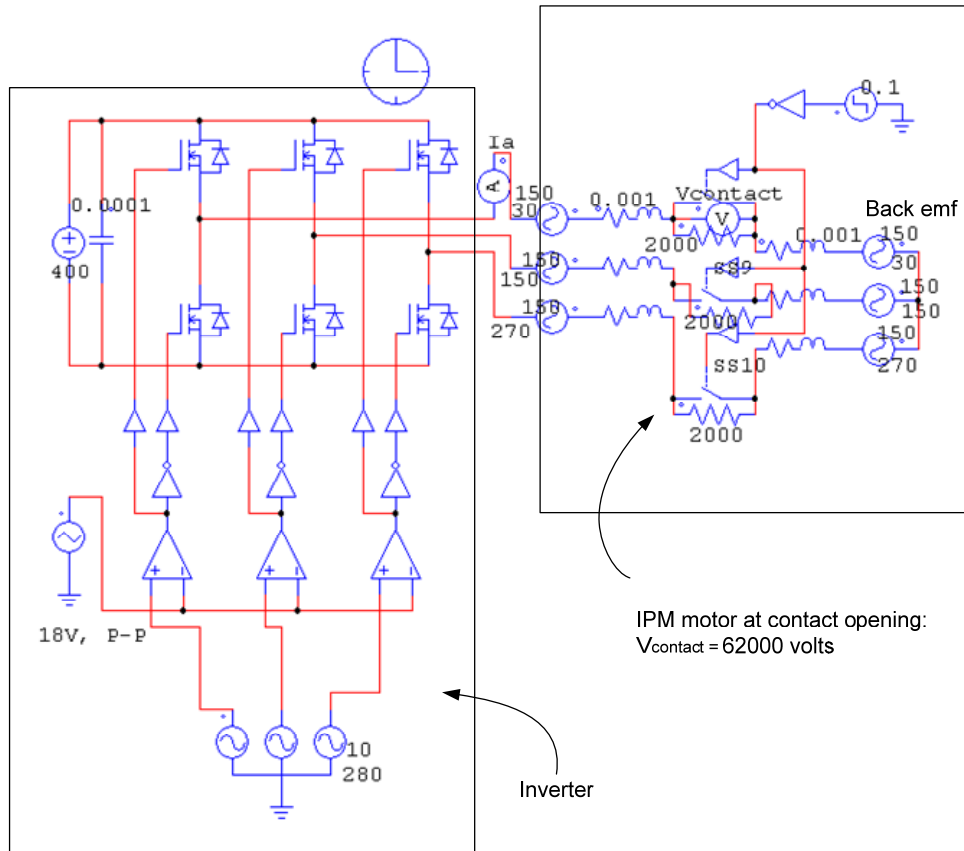 0.0001
400
18V, P-P
10
280
Inverter
Ia
A
150
30
0.001
150
150
150
270
0.1
Vcontact
V
2000
SS9
2000
SS10
2000
0.001
Back emf
150
30
150
150
150
270
IPM motor at contact opening:
Vcontact = 62000 volts